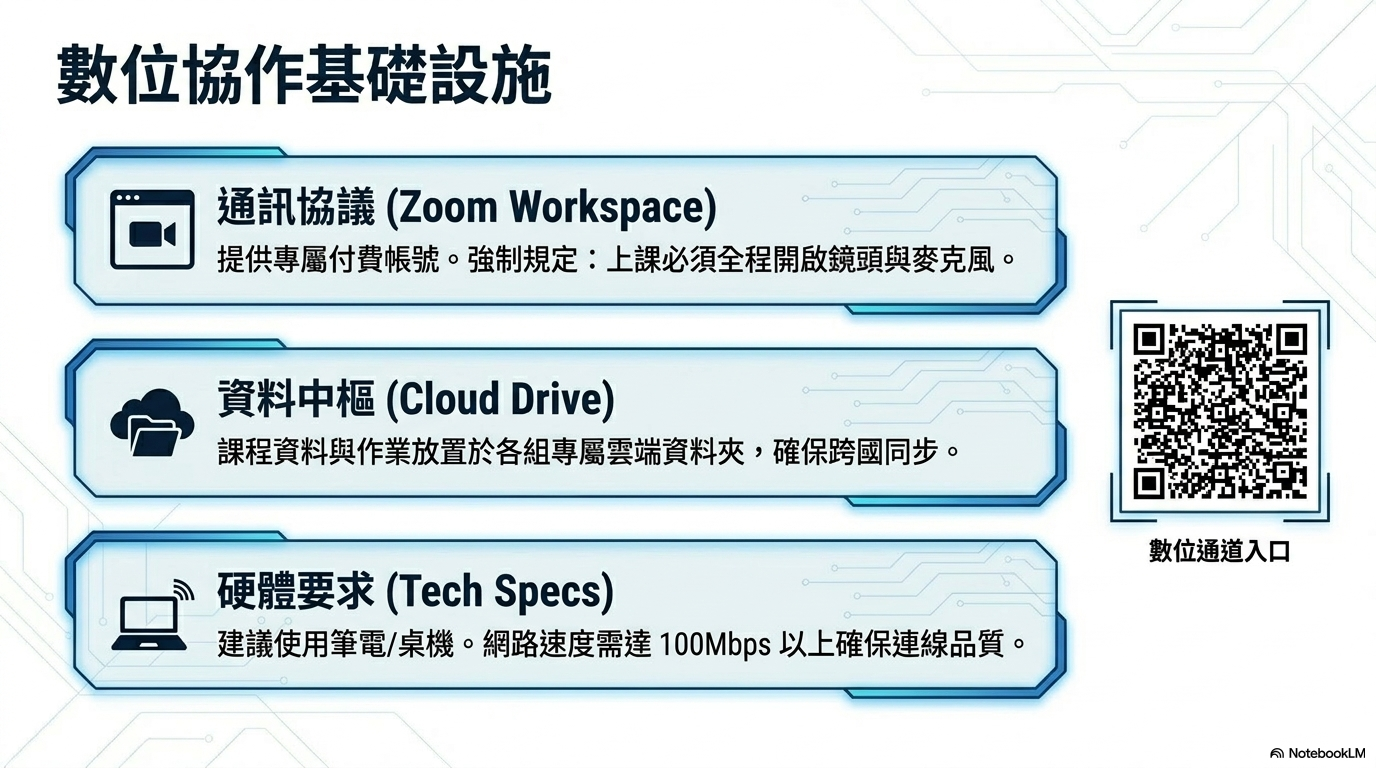 數位協作基礎設施
通訊協議 (Zoom Workspace)
提供專屬付費帳號。強制規定：上課必須全程開啟鏡頭與麥克風。
資料中樞 (Cloud Drive)
課程資料與作業放置於各組專屬雲端資料夾，確保跨國同步。
硬體要求 (Tech Specs)
建議使用筆電/桌機。網路速度需達 100Mbps 以上確保連線品質。
數位通道入口
NotebookLM